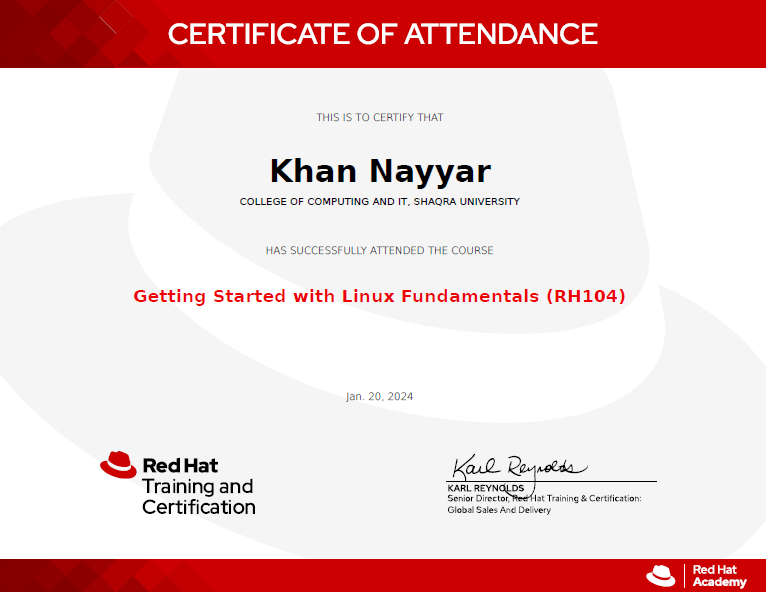 CERTIFICATE OF ATTENDANCE
THIS IS TO CERTIFY THAT
Khan Nayyar
COLLEGE OF COMPUTING AND IT, SHAQRA UNIVERSITY
HAS SUCCESSFULLY ATTENDED THE COURSE
Getting Started with Linux Fundamentals (RH104)
Jan. 20, 2024
Red Hat
Training and
Certification
Karl Reynolds
KARL REYNOLDS
Senior Director, Red Hat Training & Certification:
Global Sales And Delivery
Red Hat
Academy